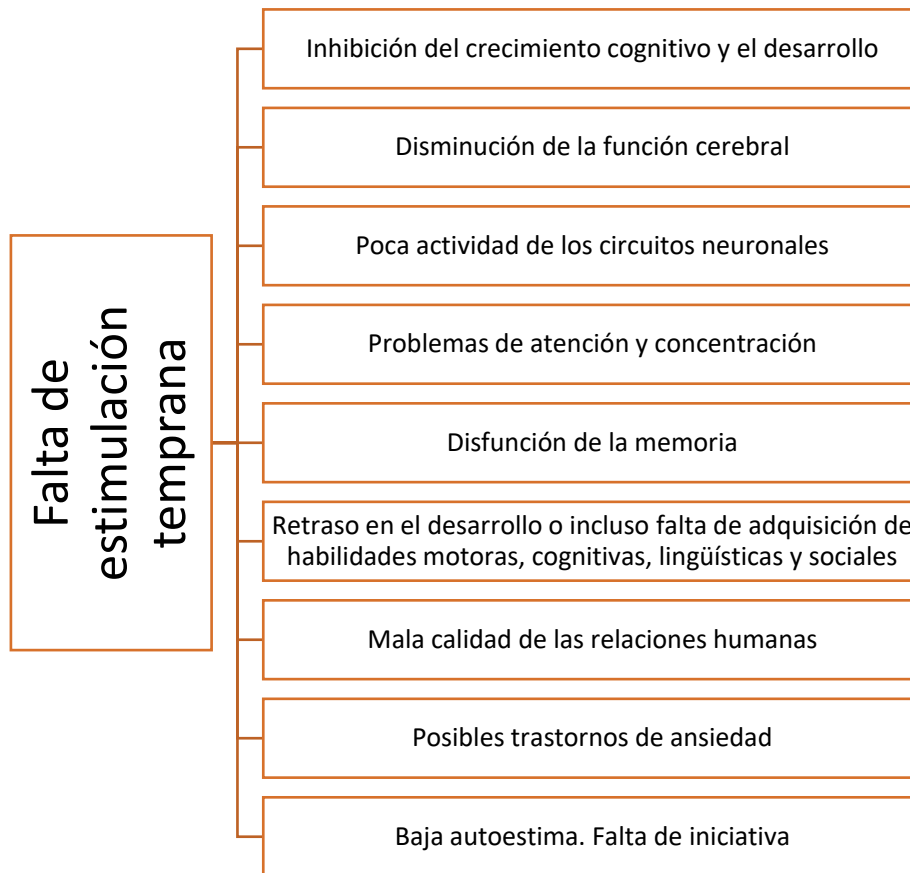 Falta de
estimulación
temprana
Inhibición del crecimiento cognitivo y el desarrollo
Disminución de la función cerebral
Poca actividad de los circuitos neuronales
Problemas de atención y concentración
Disfunción de la memoria
Retraso en el desarrollo o incluso falta de adquisición de
habilidades motoras, cognitivas, lingüísticas y sociales
Mala calidad de las relaciones humanas
Posibles trastornos de ansiedad
Baja autoestima. Falta de iniciativa